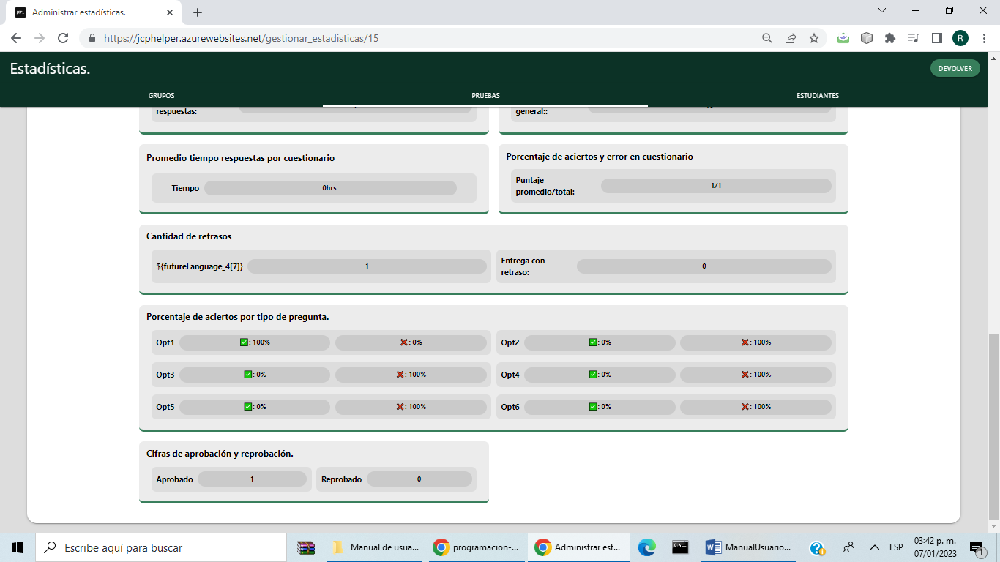 Administrar estadísticas.
https://jcphelper.azurewebsites.net/gestionar_estadisticas/15
R
Estadísticas.
DEVOLVER
GRUPOS
PRUEBAS
ESTUDIANTES
respuestas:
general::
Promedio tiempo respuestas por cuestionario
Tiempo
0hrs.
Porcentaje de aciertos y error en cuestionario
Puntaje
promedio/total:
1/1
Cantidad de retrasos
${futureLanguage_4[7]}
1
Entrega con
retraso:
0
Porcentaje de aciertos por tipo de pregunta.
Opt1 ✅: 100% ❌: 0%
Opt2 ✅: 0% ❌: 100%
Opt3 ✅: 0% ❌: 100%
Opt4 ✅: 0% ❌: 100%
Opt5 ✅: 0% ❌: 100%
Opt6 ✅: 0% ❌: 100%
Cifras de aprobación y reprobación.
Aprobado 1
Reprobado 0
Escribe aquí para buscar
Manual de usua...
programacion-...
Administrar est...
ManualUsuario...
ESP
03:42 p. m.
07/01/2023
1